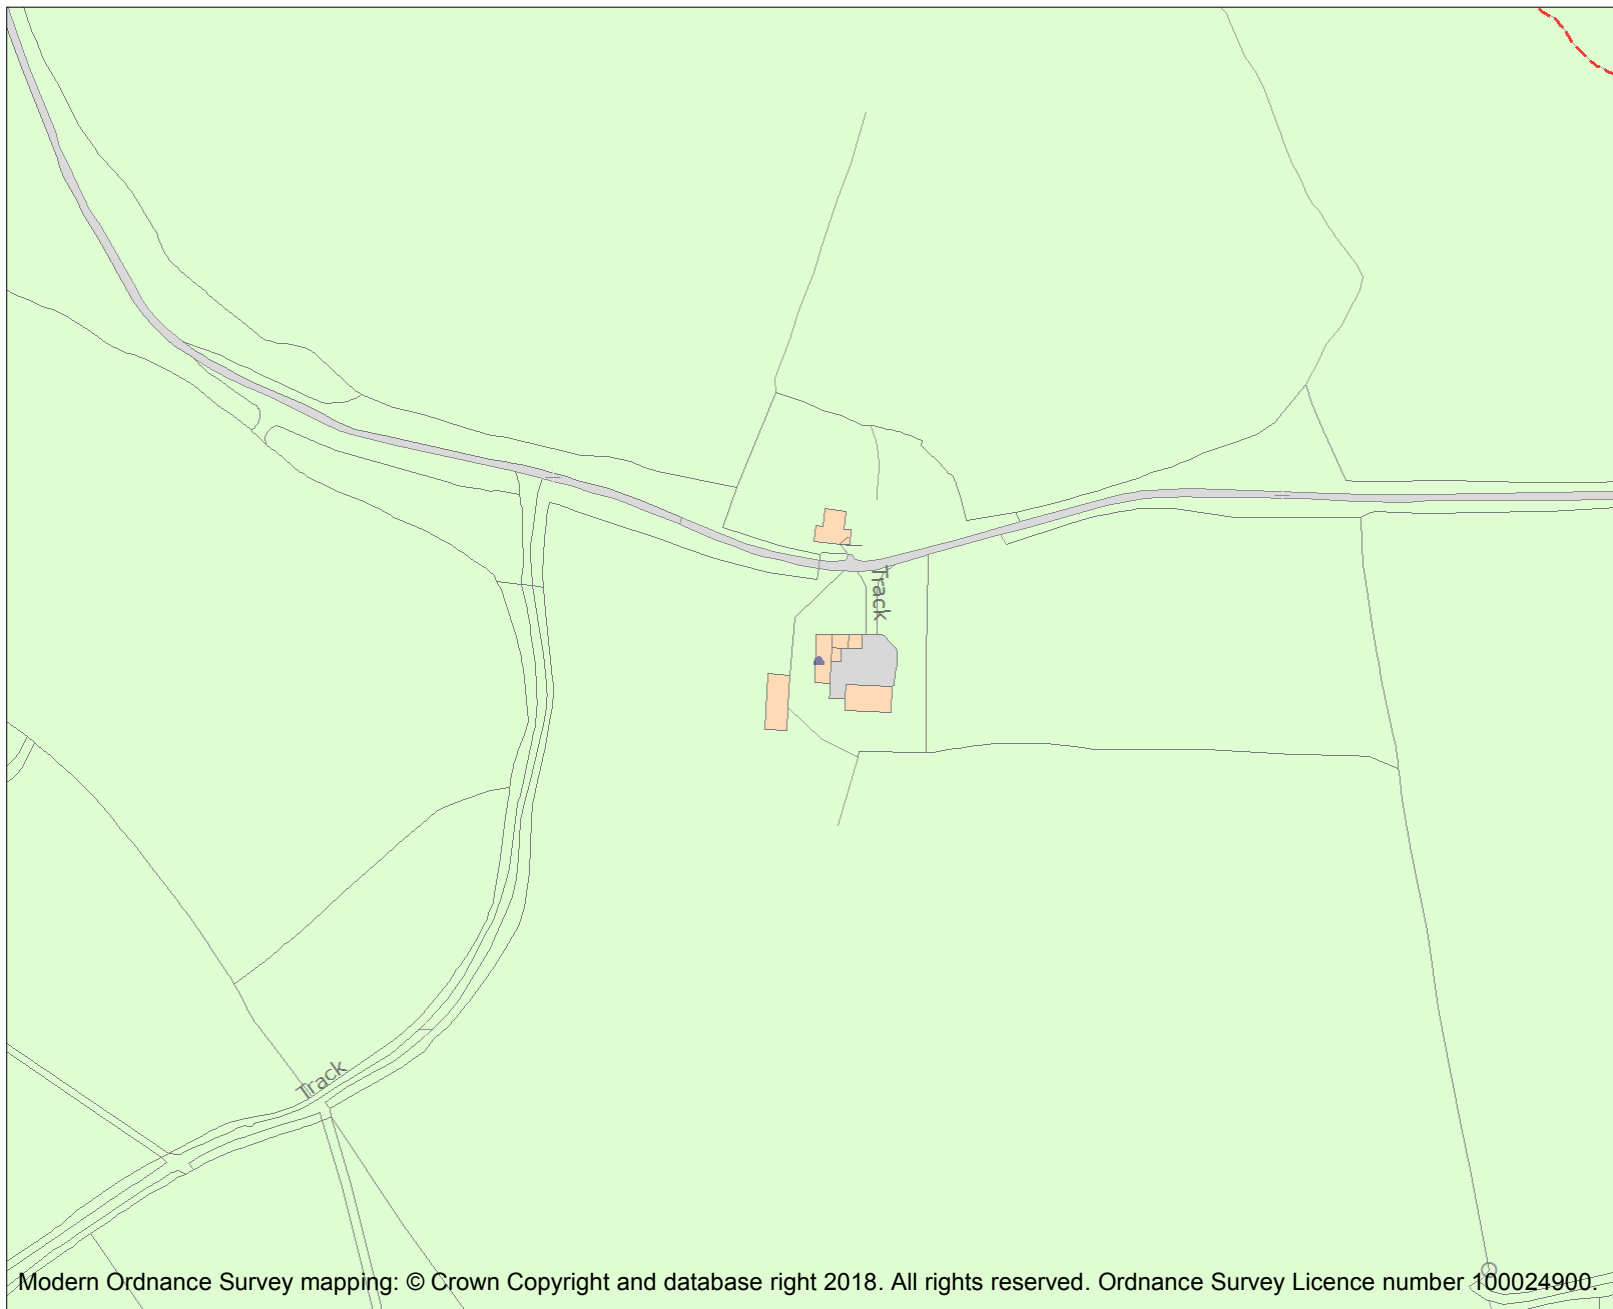 Track
Track
Modern Ordnance Survey mapping: © Crown Copyright and database right 2018. All rights reserved. Ordnance Survey Licence number 100024900.